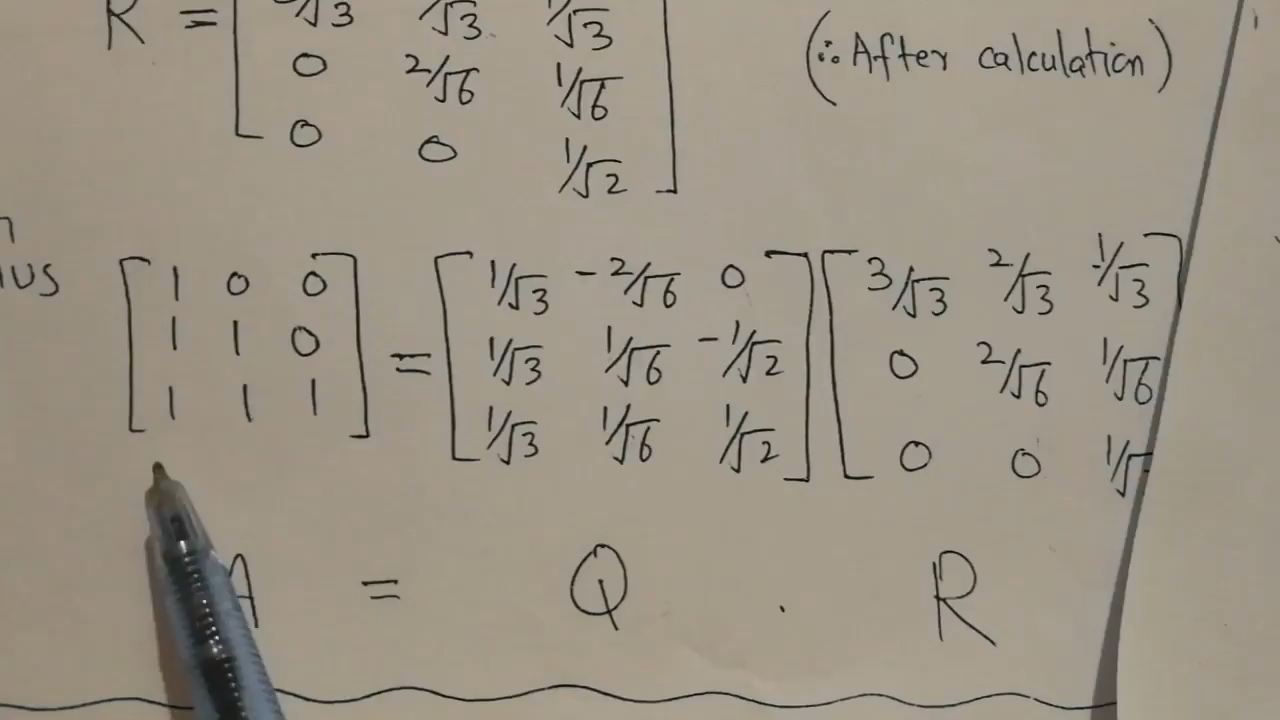 R = [ 3/√3 2/√3 1/√3
0 2/√6 1/√6
0 0 1/√2 ]
(∴ After calculation)
[ 1 0 0
1 1 0
1 1 1 ] = [ 1/√3 -2/√6 0
1/√3 1/√6 -1/√2
1/√3 1/√6 1/√2 ] [ 3/√3 2/√3 1/√3
0 2/√6 1/√6
0 0 1/√ ]
A = Q . R